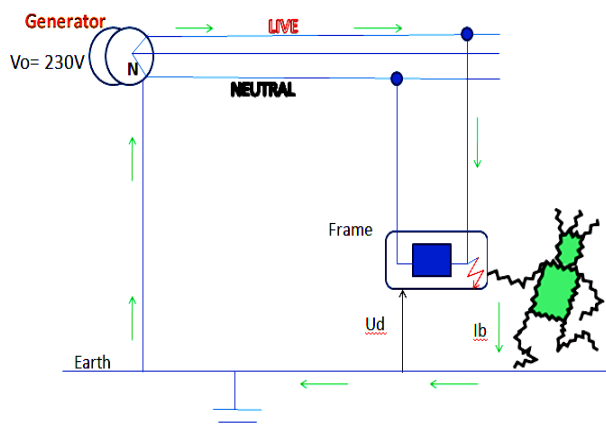 Generator
LIVE
Vo= 230V
N
NEUTRAL
Frame
Ud
Ib
Earth